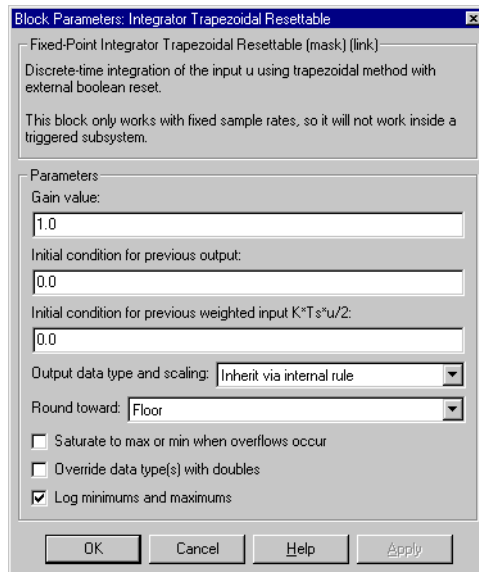 Block Parameters: Integrator Trapezoidal Resettable
Fixed-Point Integrator Trapezoidal Resettable (mask) (link)
Discrete-time integration of the input u using trapezoidal method with
external boolean reset.
This block only works with fixed sample rates, so it will not work inside a
triggered subsystem.
Parameters
Gain value:
1.0
Initial condition for previous output:
0.0
Initial condition for previous weighted input K*Ts*u/2:
0.0
Output data type and scaling: Inherit via internal rule
Round toward: Floor
Saturate to max or min when overflows occur
Override data type(s) with doubles
Log minimums and maximums
OK Cancel Help Apply